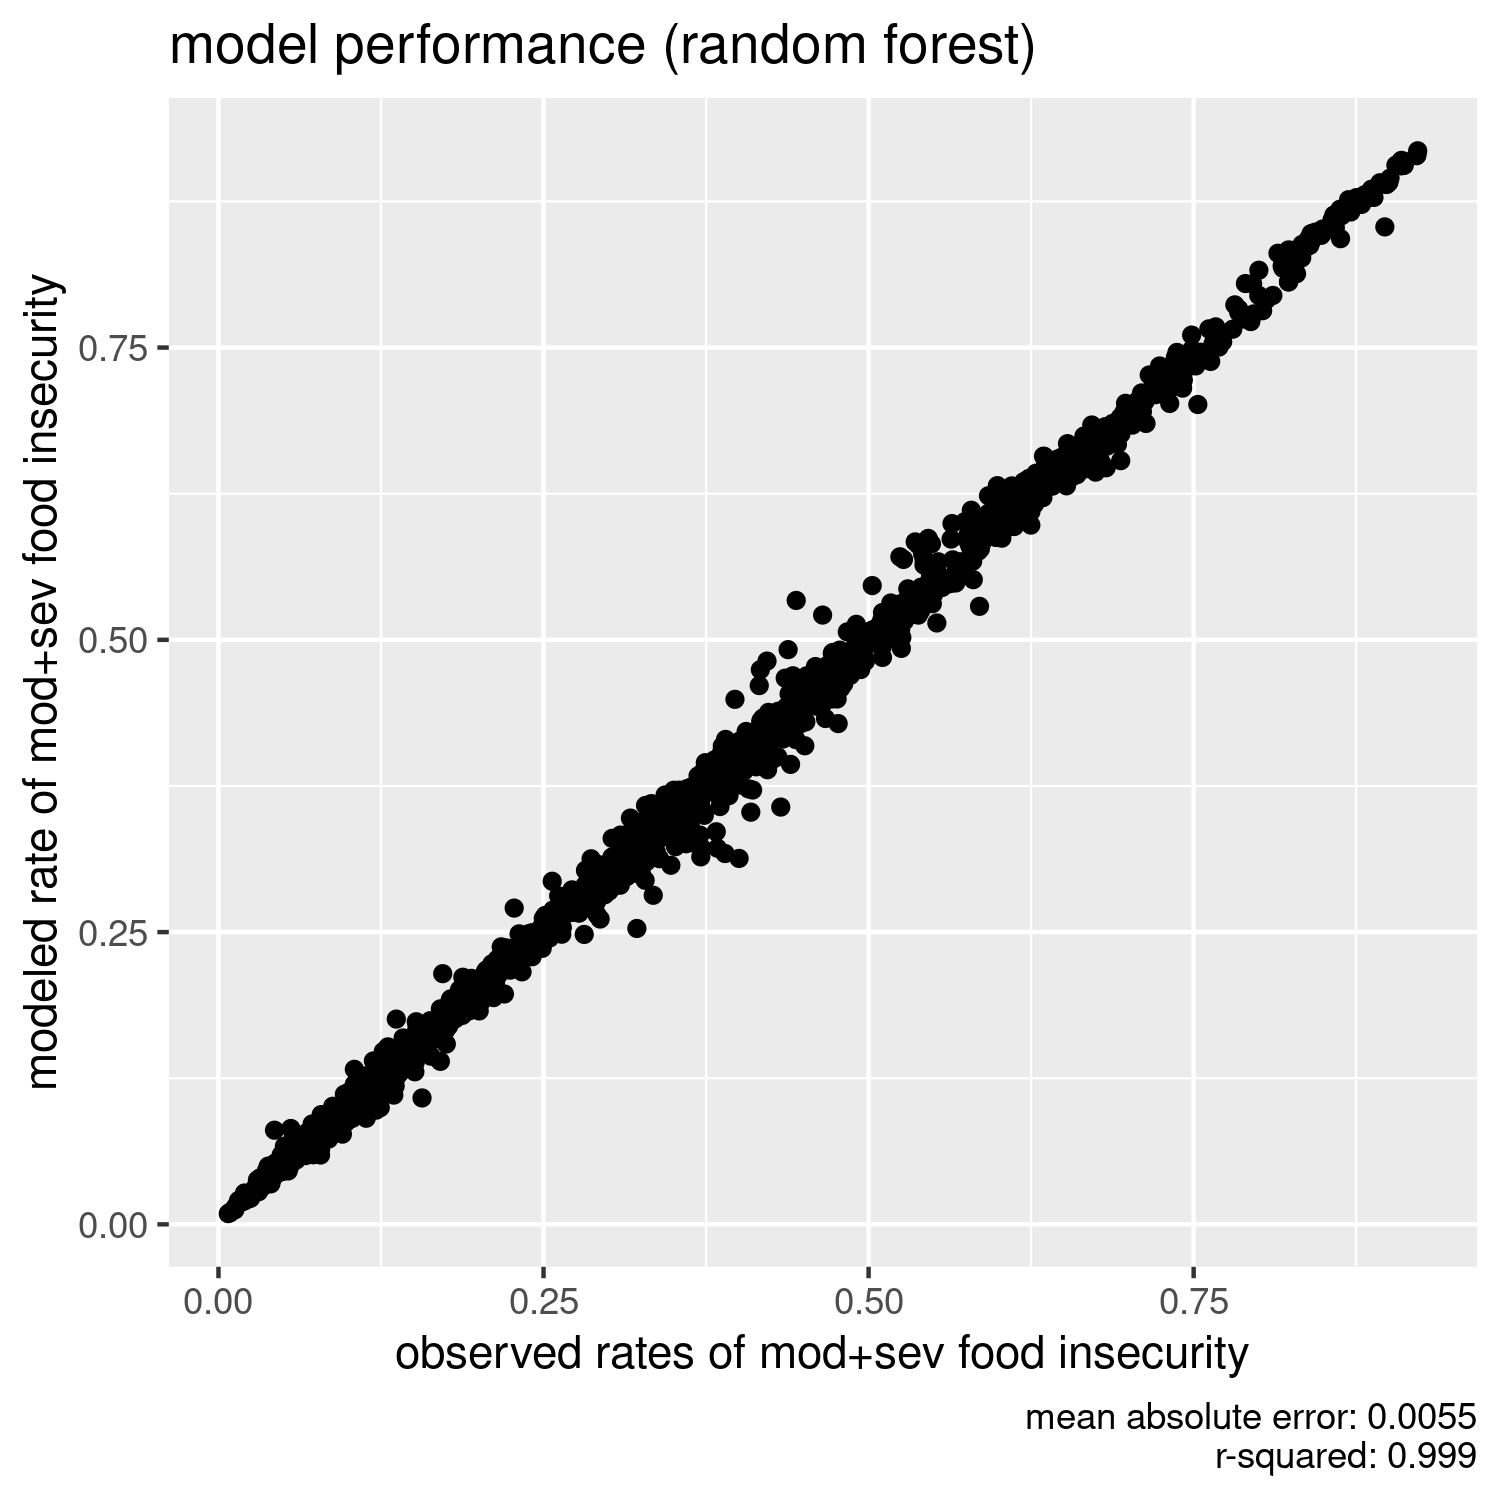 model performance (random forest)
modeled rate of mod+sev food insecurity
0.75
0.50
0.25
0.00
0.00 0.25 0.50 0.75
observed rates of mod+sev food insecurity
mean absolute error: 0.0055
r-squared: 0.999